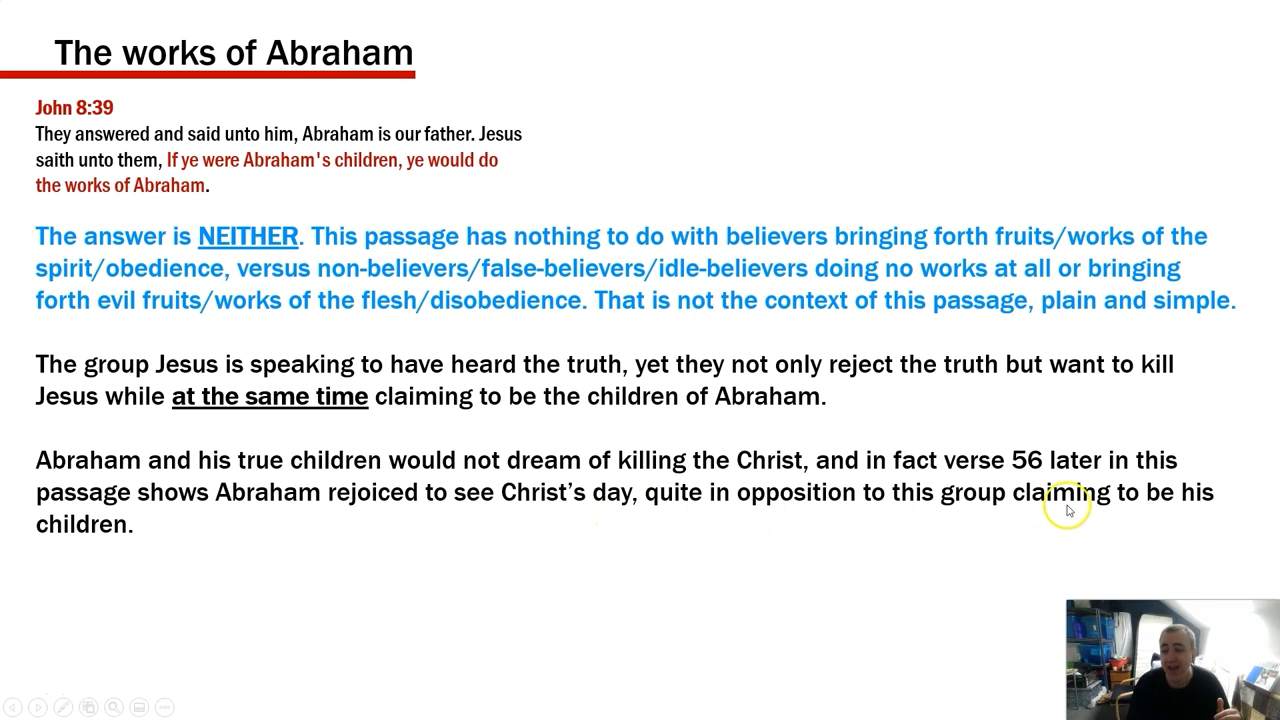 The works of Abraham
John 8:39
They answered and said unto him, Abraham is our father. Jesus
saith unto them, If ye were Abraham's children, ye would do
the works of Abraham.
The answer is NEITHER. This passage has nothing to do with believers bringing forth fruits/works of the
spirit/obedience, versus non-believers/false-believers/idle-believers doing no works at all or bringing
forth evil fruits/works of the flesh/disobedience. That is not the context of this passage, plain and simple.
The group Jesus is speaking to have heard the truth, yet they not only reject the truth but want to kill
Jesus while at the same time claiming to be the children of Abraham.
Abraham and his true children would not dream of killing the Christ, and in fact verse 56 later in this
passage shows Abraham rejoiced to see Christ’s day, quite in opposition to this group claiming to be his
children.